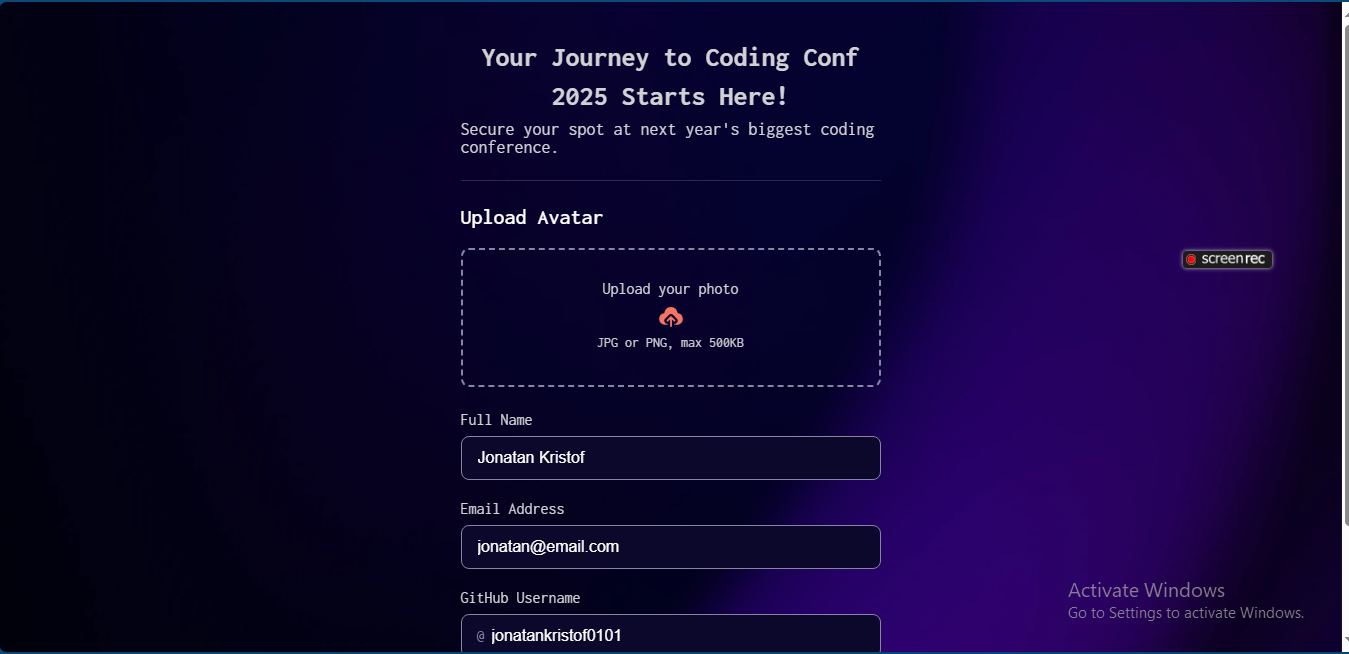 Your Journey to Coding Conf
2025 Starts Here!
Secure your spot at next year's biggest coding
conference.
Upload Avatar
Upload your photo
JPG or PNG, max 500KB
screenrec
Full Name
Jonatan Kristof
Email Address
jonatan@email.com
GitHub Username
@ jonatankristof0101
Activate Windows
Go to Settings to activate Windows.